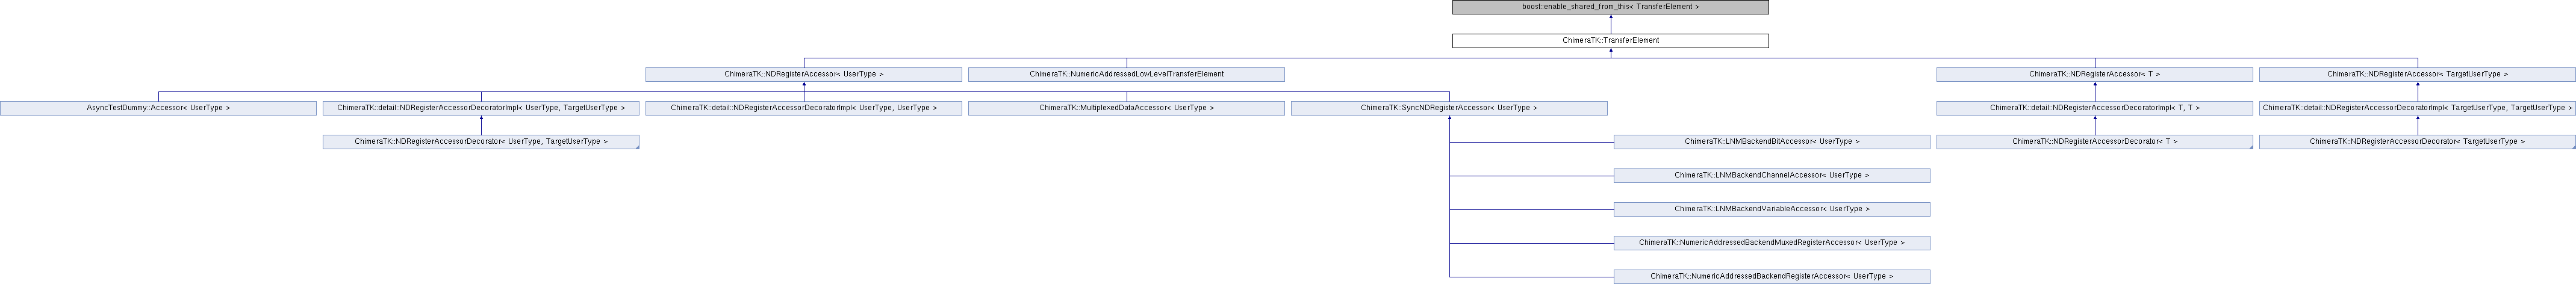 boost::enable_shared_from_this< TransferElement >
ChimeraTK::TransferElement
ChimeraTK::NDRegisterAccessor< UserType >
ChimeraTK::NumericAddressedLowLevelTransferElement
ChimeraTK::NDRegisterAccessor< T >
ChimeraTK::NDRegisterAccessor< TargetUserType >
AsyncTestDummy::Accessor< UserType >
ChimeraTK::detail::NDRegisterAccessorDecoratorImpl< UserType, TargetUserType >
ChimeraTK::detail::NDRegisterAccessorDecoratorImpl< UserType, UserType >
ChimeraTK::MultiplexedDataAccessor< UserType >
ChimeraTK::SyncNDRegisterAccessor< UserType >
ChimeraTK::detail::NDRegisterAccessorDecoratorImpl< T, T >
ChimeraTK::detail::NDRegisterAccessorDecoratorImpl< TargetUserType, TargetUserType >
ChimeraTK::NDRegisterAccessorDecorator< UserType, TargetUserType >
ChimeraTK::LNMBackendBitAccessor< UserType >
ChimeraTK::NDRegisterAccessorDecorator< T >
ChimeraTK::NDRegisterAccessorDecorator< TargetUserType >
ChimeraTK::LNMBackendChannelAccessor< UserType >
ChimeraTK::LNMBackendVariableAccessor< UserType >
ChimeraTK::NumericAddressedBackendMuxedRegisterAccessor< UserType >
ChimeraTK::NumericAddressedBackendRegisterAccessor< UserType >